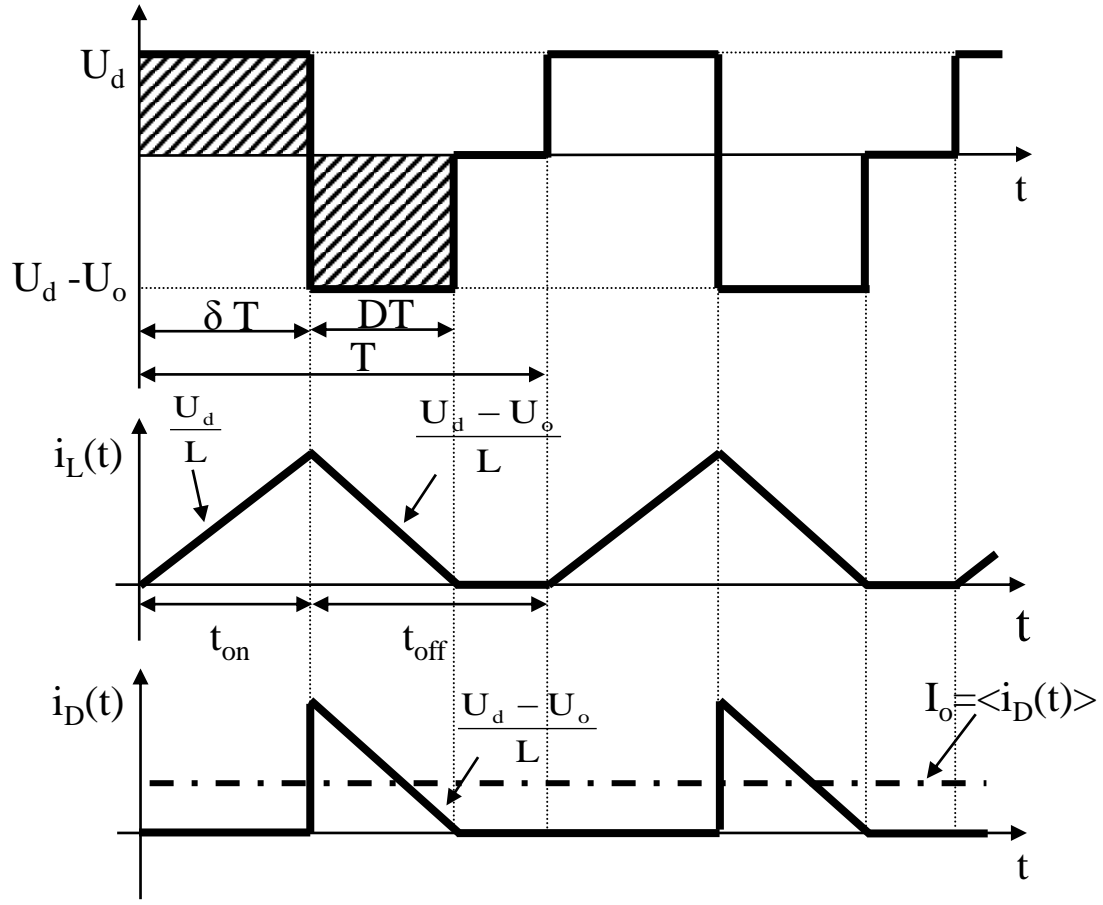 U_d
t
U_d -U_o
δ T
DT
T
U_d / L
U_d − U_o / L
i_L(t)
t
t_on
t_off
i_D(t)
U_d − U_o / L
I_o=<i_D(t)>
t